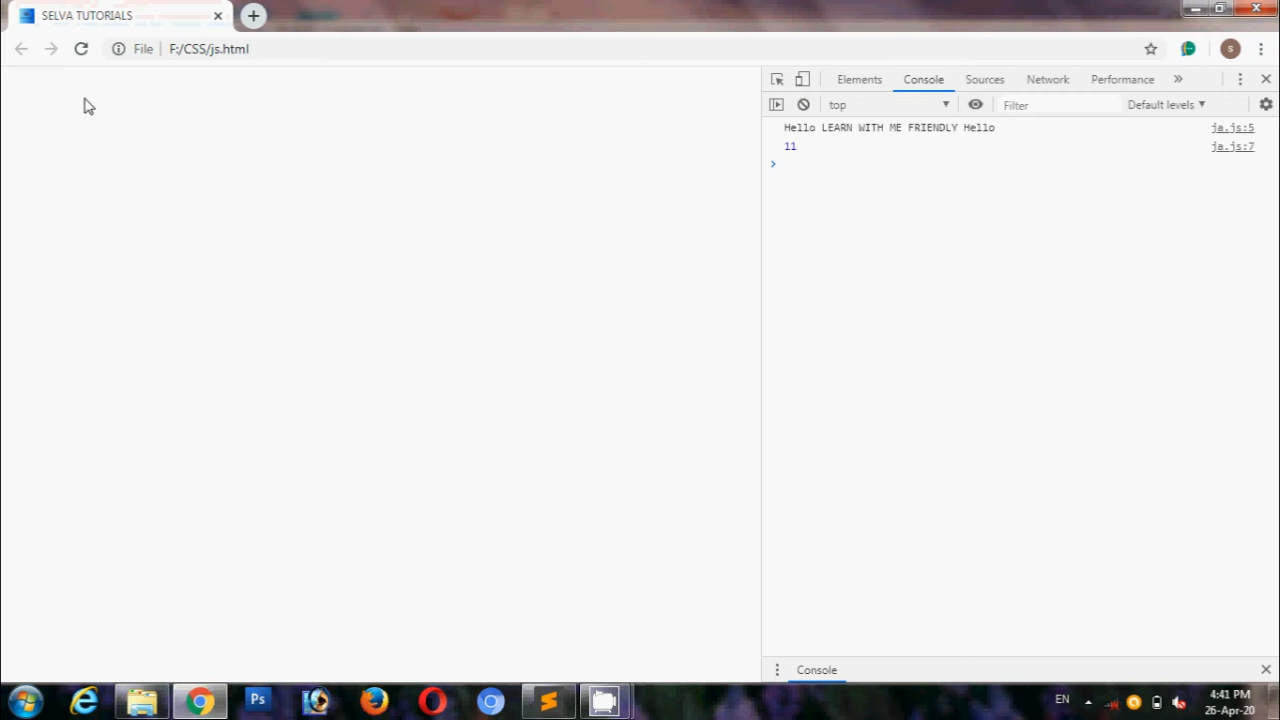 SELVA TUTORIALS
File F:/CSS/js.html
s
Elements Console Sources Network Performance
top Filter Default levels
Hello LEARN WITH ME FRIENDLY Hello ja.js:5
11 ja.js:7
Console
Ps
EN 4:41 PM
26-Apr-20